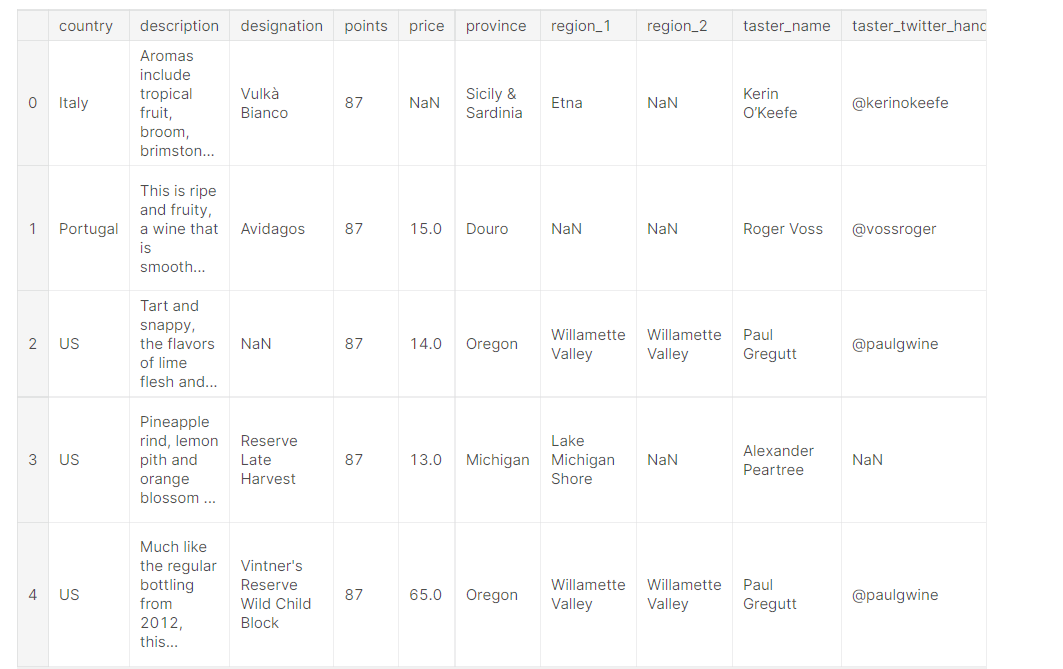 country description designation points price province region_1 region_2 taster_name taster_twitter_hand
0 Italy Aromas include tropical fruit, broom, brimston... Vulkà Bianco 87 NaN Sicily & Sardinia Etna NaN Kerin O’Keefe @kerinokeefe
1 Portugal This is ripe and fruity, a wine that is smooth... Avidagos 87 15.0 Douro NaN NaN Roger Voss @vossroger
2 US Tart and snappy, the flavors of lime flesh and... NaN 87 14.0 Oregon Willamette Valley Willamette Valley Paul Gregutt @paulgwine
3 US Pineapple rind, lemon pith and orange blossom ... Reserve Late Harvest 87 13.0 Michigan Lake Michigan Shore NaN Alexander Peartree NaN
4 US Much like the regular bottling from 2012, this... Vintner's Reserve Wild Child Block 87 65.0 Oregon Willamette Valley Willamette Valley Paul Gregutt @paulgwine